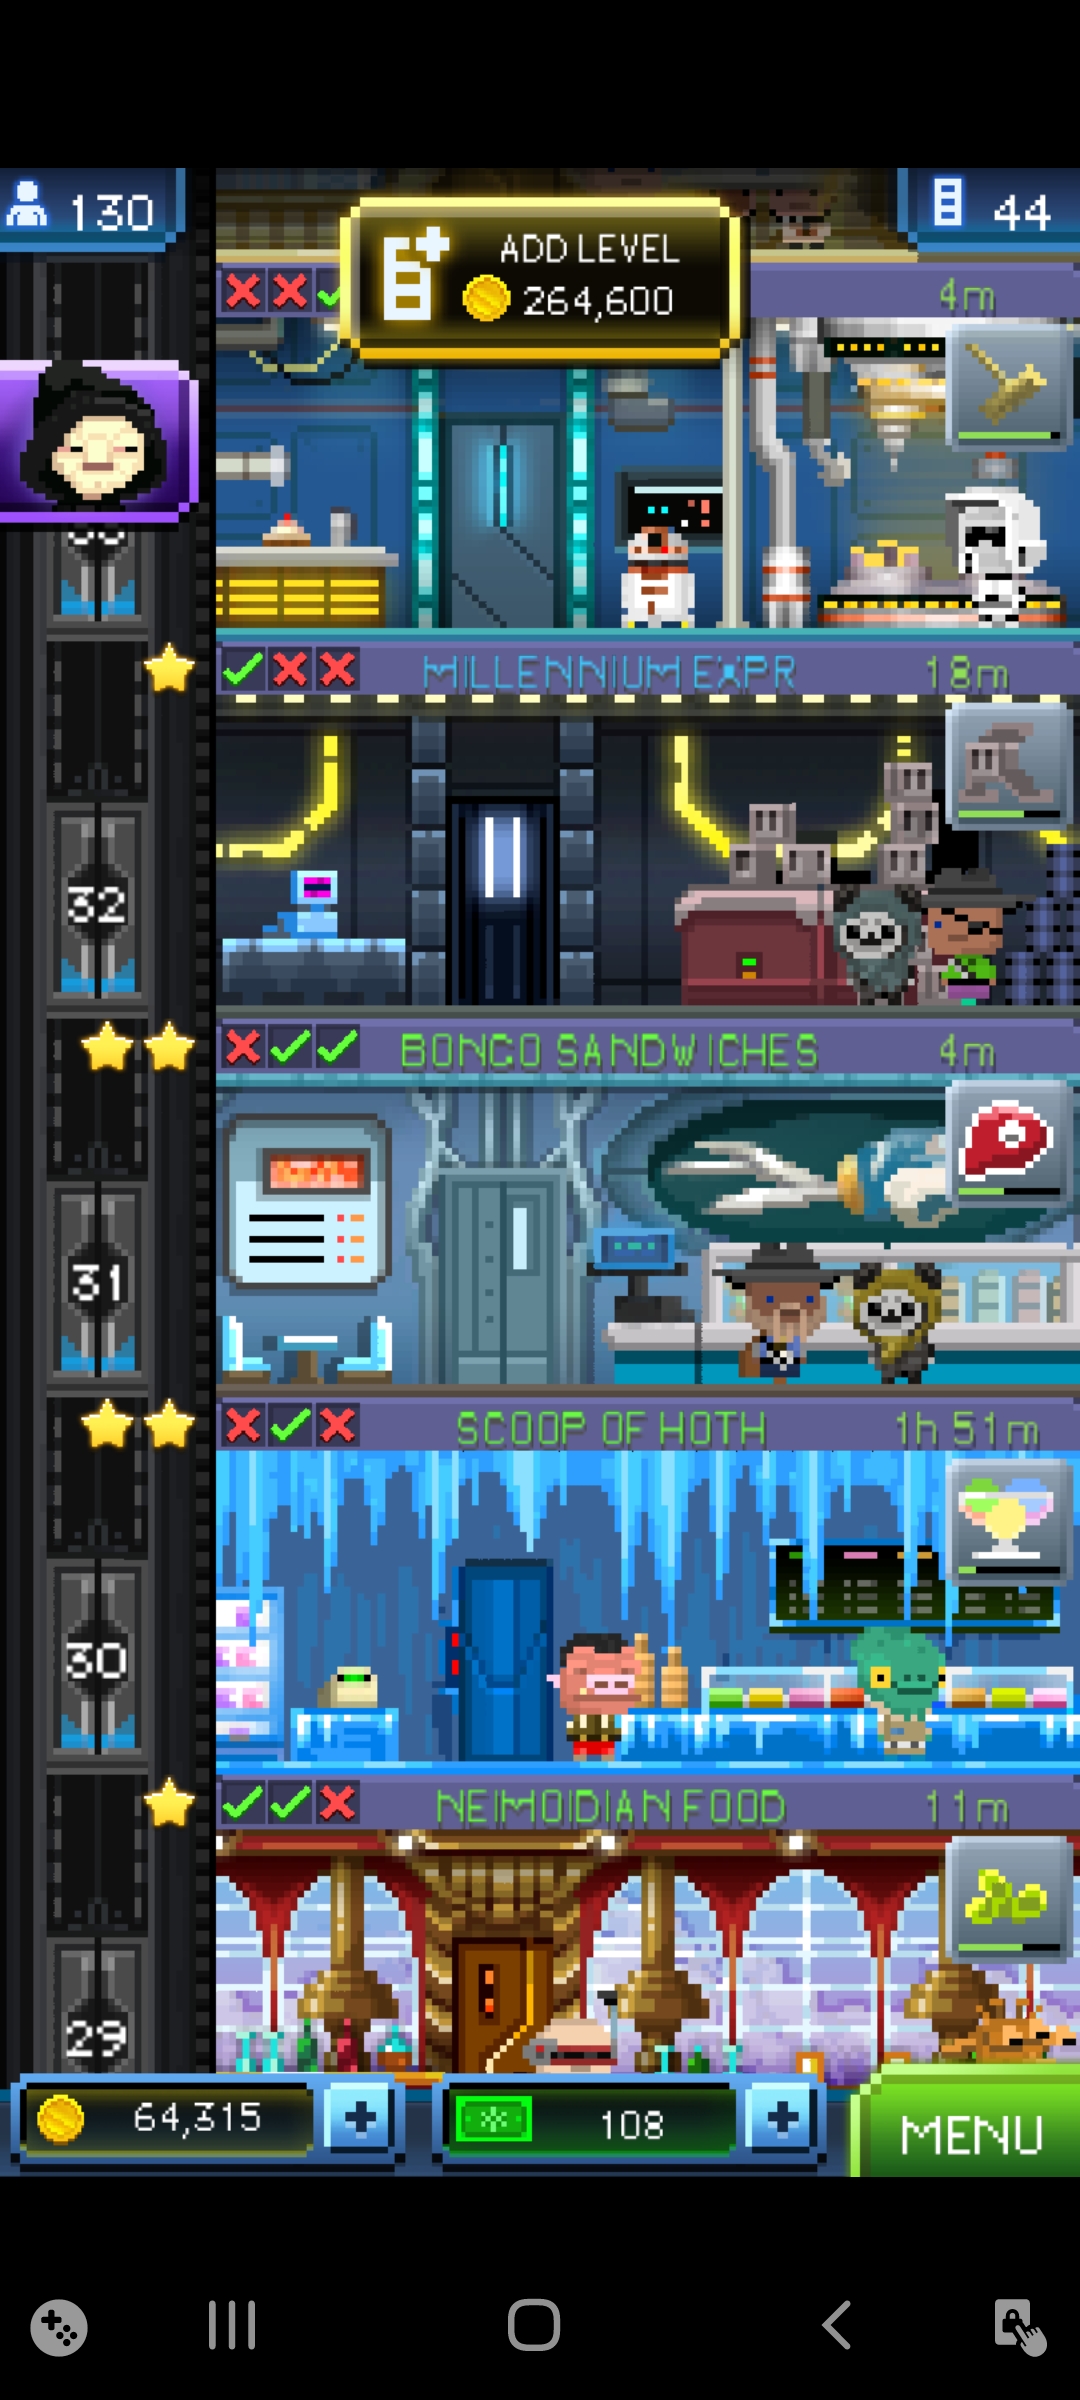 130
ADD LEVEL
264,600
44
4m
MILLENNIUM EXPR
18m
32
BONGO SANDWICHES
4m
31
SCOOP OF HOTH
1h 51m
30
NEIMOIDIAN FOOD
11m
29
64,315
+
108
+
MENU